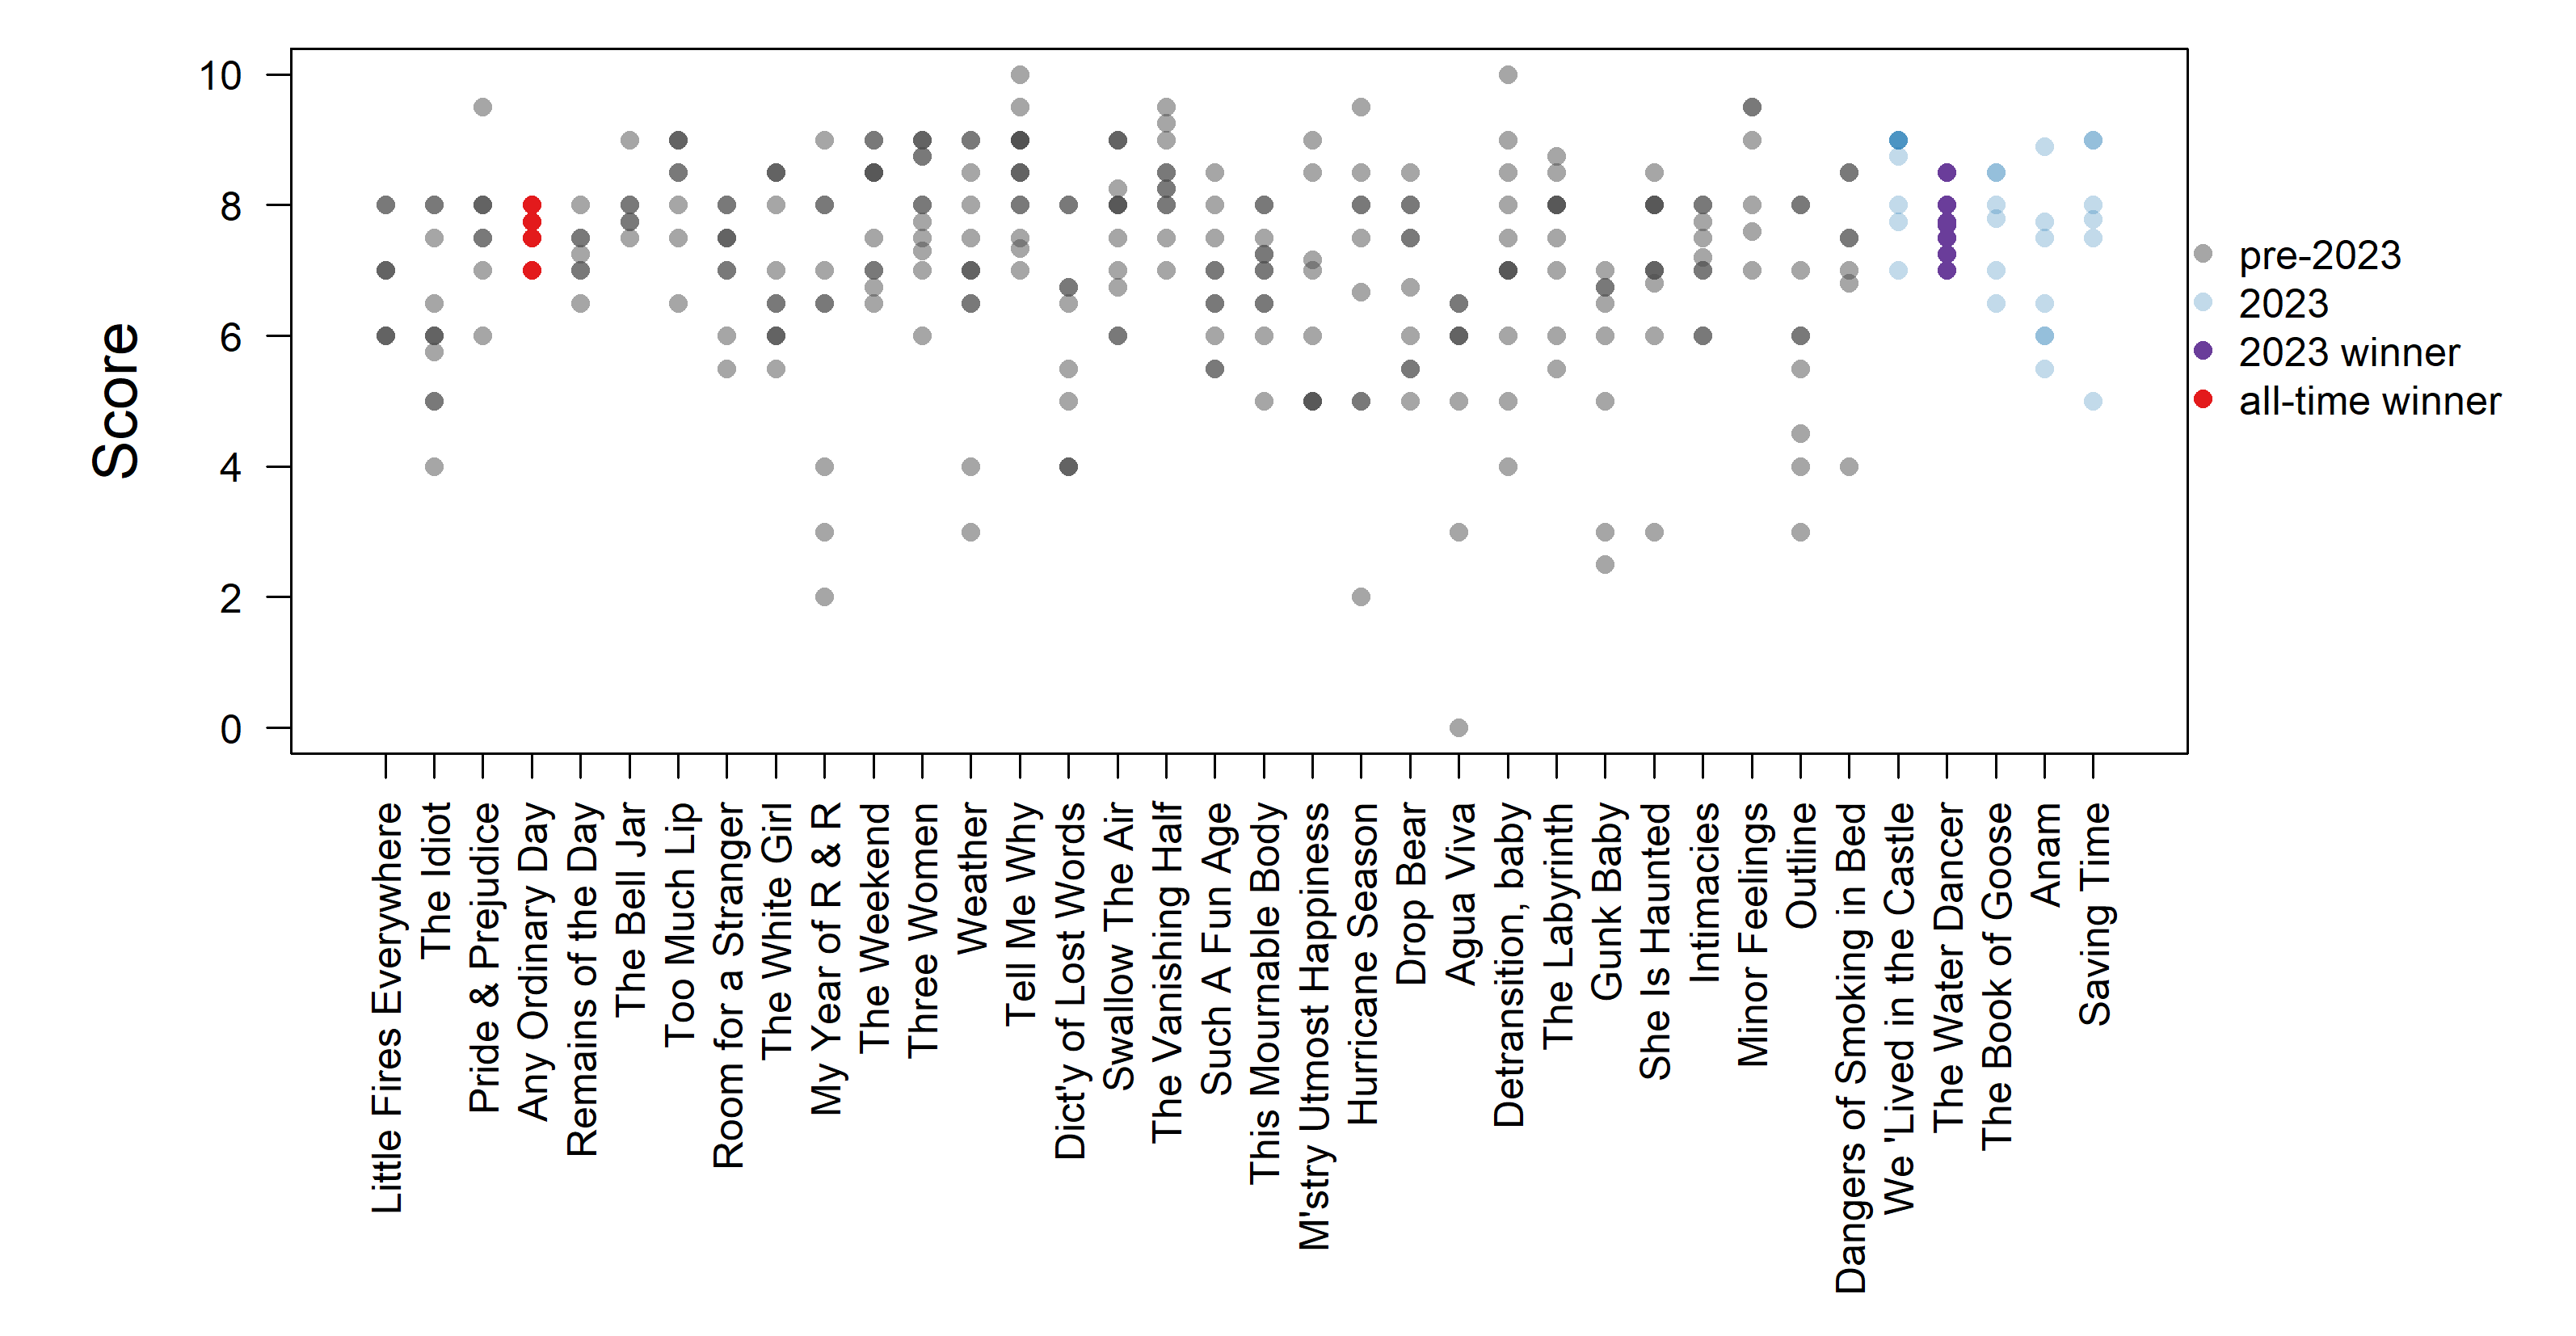 Score
10
8
6
4
2
0
Little Fires Everywhere
The Idiot
Pride & Prejudice
Any Ordinary Day
Remains of the Day
The Bell Jar
Too Much Lip
Room for a Stranger
The White Girl
My Year of R & R
The Weekend
Three Women
Weather
Tell Me Why
Dict'y of Lost Words
Swallow The Air
The Vanishing Half
Such A Fun Age
This Mournable Body
M'stry Utmost Happiness
Hurricane Season
Drop Bear
Agua Viva
Detransition, baby
The Labyrinth
Gunk Baby
She Is Haunted
Intimacies
Minor Feelings
Outline
Dangers of Smoking in Bed
We 'Lived in the Castle
The Water Dancer
The Book of Goose
Anam
Saving Time
pre-2023
2023
2023 winner
all-time winner